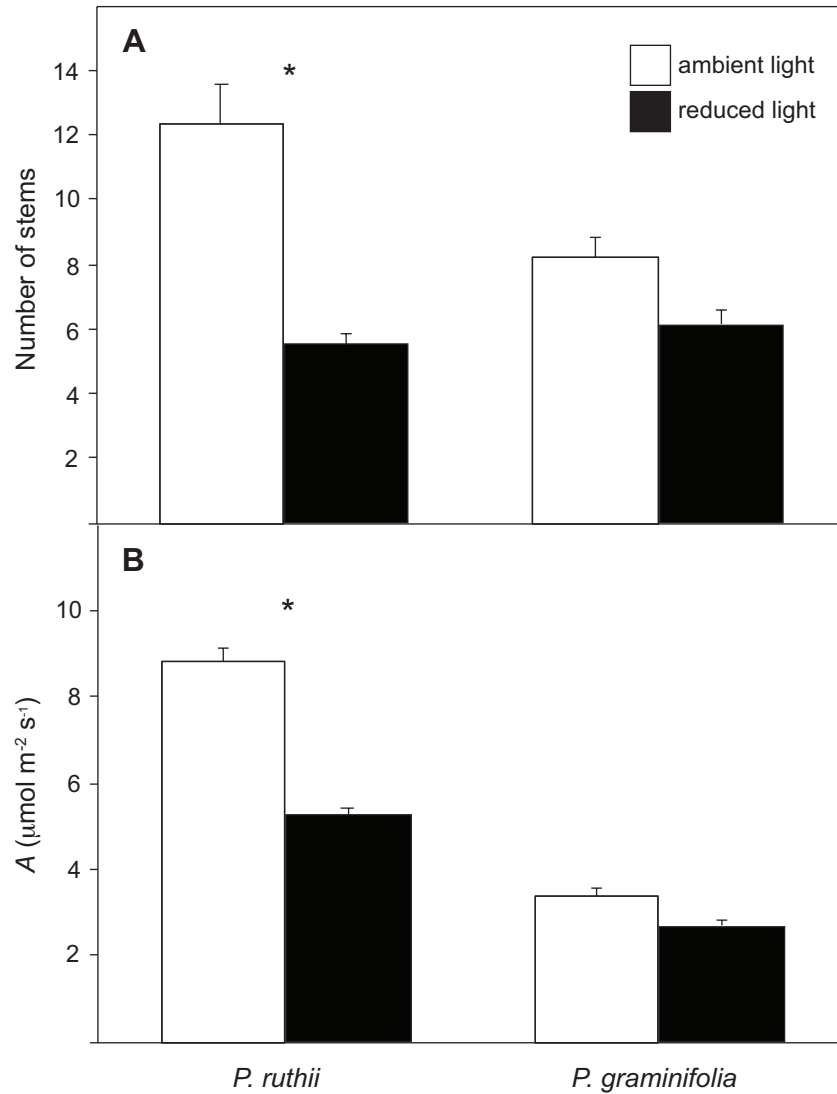 A
*
ambient light
reduced light
14
12
10
8
6
4
2
Number of stems
B
*
10
8
6
4
2
A (µmol m⁻² s⁻¹)
P. ruthii
P. graminifolia